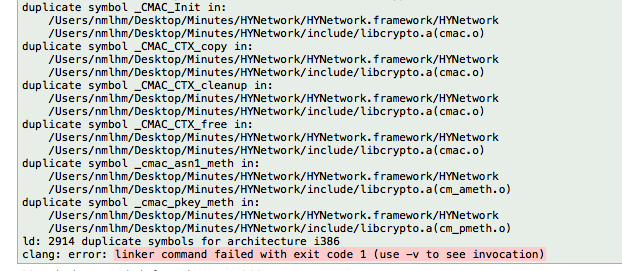 duplicate symbol _CMAC_Init in:
/Users/nmlhm/Desktop/Minutes/HYNetwork/HYNetwork.framework/HYNetwork
/Users/nmlhm/Desktop/Minutes/HYNetwork/include/libcrypto.a(cmac.o)
duplicate symbol _CMAC_CTX_copy in:
/Users/nmlhm/Desktop/Minutes/HYNetwork/HYNetwork.framework/HYNetwork
/Users/nmlhm/Desktop/Minutes/HYNetwork/include/libcrypto.a(cmac.o)
duplicate symbol _CMAC_CTX_cleanup in:
/Users/nmlhm/Desktop/Minutes/HYNetwork/HYNetwork.framework/HYNetwork
/Users/nmlhm/Desktop/Minutes/HYNetwork/include/libcrypto.a(cmac.o)
duplicate symbol _CMAC_CTX_free in:
/Users/nmlhm/Desktop/Minutes/HYNetwork/HYNetwork.framework/HYNetwork
/Users/nmlhm/Desktop/Minutes/HYNetwork/include/libcrypto.a(cmac.o)
duplicate symbol _cmac_asn1_meth in:
/Users/nmlhm/Desktop/Minutes/HYNetwork/HYNetwork.framework/HYNetwork
/Users/nmlhm/Desktop/Minutes/HYNetwork/include/libcrypto.a(cm_ameth.o)
duplicate symbol _cmac_pkey_meth in:
/Users/nmlhm/Desktop/Minutes/HYNetwork/HYNetwork.framework/HYNetwork
/Users/nmlhm/Desktop/Minutes/HYNetwork/include/libcrypto.a(cm_pmeth.o)
ld: 2914 duplicate symbols for architecture i386
clang: error: linker command failed with exit code 1 (use -v to see invocation)